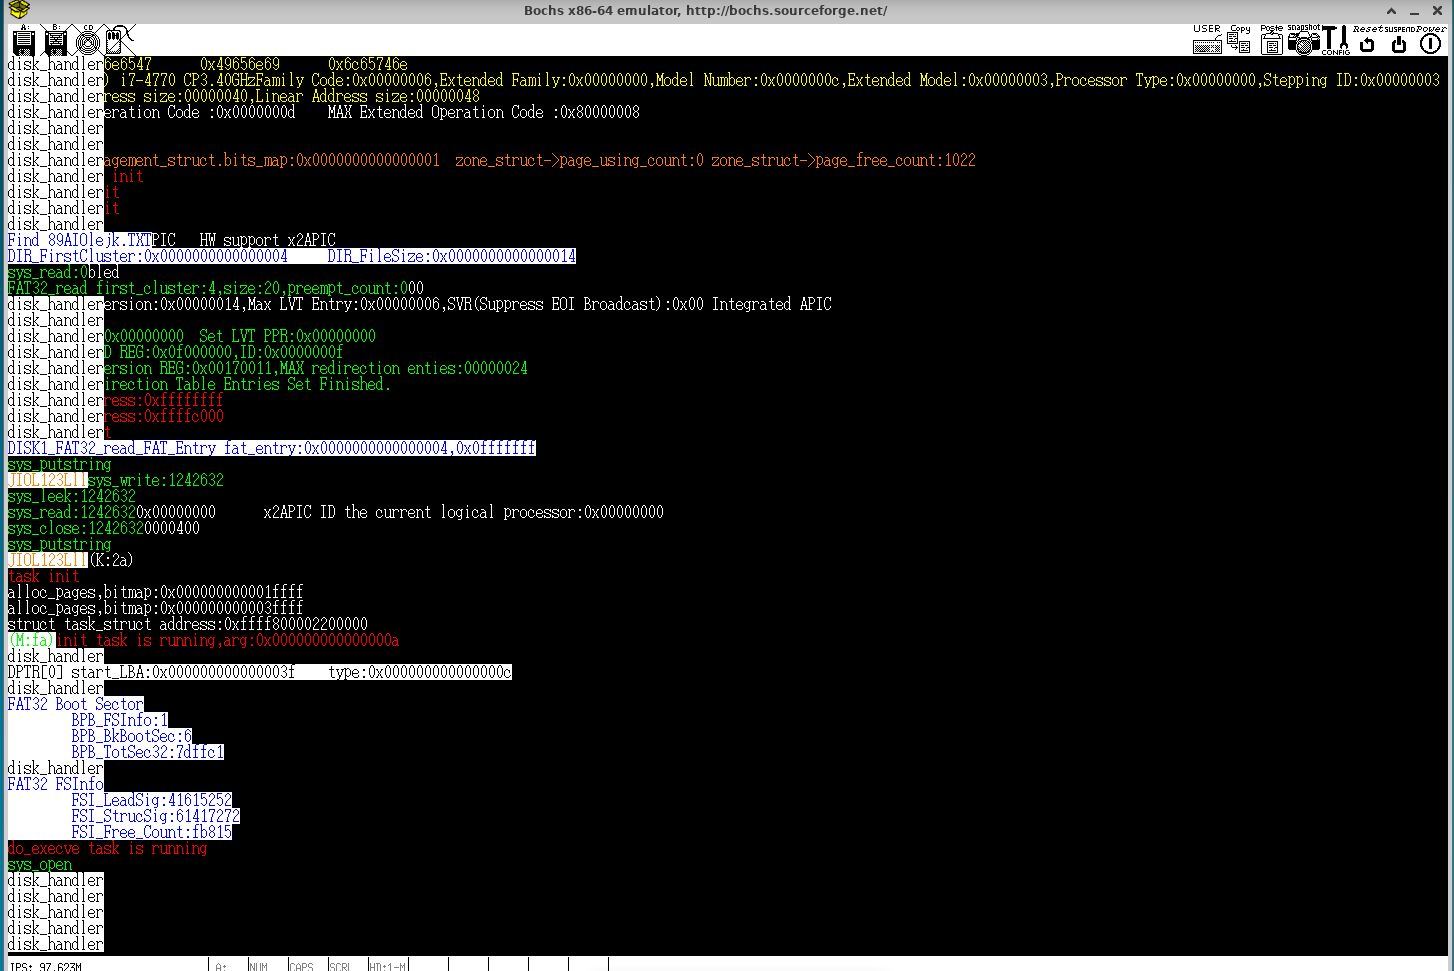 Bochs x86-64 emulator, http://bochs.sourceforge.net/
A: B: CD USER Copy Paste snapshot CONFIG Reset SUSPEND Power
disk_handler6e6547 0x49656e69 0x6c65746e
disk_handler) i7-4770 CP3.40GHzFamily Code:0x00000006,Extended Family:0x00000000,Model Number:0x0000000c,Extended Model:0x00000003,Processor Type:0x00000000,Stepping ID:0x00000003
disk_handlerress size:00000040,Linear Address size:00000048
disk_handlereration Code :0x0000000d MAX Extended Operation Code :0x80000008
disk_handler
disk_handler
disk_handleragement_struct.bits_map:0x0000000000000001 zone_struct->page_using_count:0 zone_struct->page_free_count:1022
disk_handler init
disk_handlerit
disk_handlerit
disk_handler
Find 89AIOlejk.TXTPIC HW support x2APIC
DIR_FirstCluster:0x0000000000000004 DIR_FileSize:0x0000000000000014
sys_read:0bled
FAT32_read first_cluster:4,size:20,preempt_count:000
disk_handlerersion:0x00000014,Max LVT Entry:0x00000006,SVR(Suppress EOI Broadcast):0x00 Integrated APIC
disk_handler
disk_handler0x00000000 Set LVT PPR:0x00000000
disk_handlerD REG:0x0f000000,ID:0x0000000f
disk_handlerersion REG:0x00170011,MAX redirection enties:00000024
disk_handlerirection Table Entries Set Finished.
disk_handlerress:0xffffffff
disk_handlerress:0xffffc000
disk_handlert
DISK1_FAT32_read_FAT_Entry fat_entry:0x0000000000000004,0x0fffffff
sys_putstring
JIOL123Lllsys_write:1242632
sys_leek:1242632
sys_read:12426320x00000000 x2APIC ID the current logical processor:0x00000000
sys_close:12426320000400
sys_putstring
JIOL123Lll(K:2a)
task init
alloc_pages,bitmap:0x000000000001ffff
alloc_pages,bitmap:0x000000000003ffff
struct task_struct address:0xffff800002200000
(M:fa)init task is running,arg:0x000000000000000a
disk_handler
DPTR[0] start_LBA:0x000000000000003f type:0x000000000000000c
disk_handler
FAT32 Boot Sector
BPB_FSInfo:1
BPB_BkBootSec:6
BPB_TotSec32:7dffc1
disk_handler
FAT32 FSInfo
FSI_LeadSig:41615252
FSI_StrucSig:61417272
FSI_Free_Count:fb815
do_execve task is running
sys_open
disk_handler
disk_handler
disk_handler
disk_handler
disk_handler
IPS: 97.623M A: NUM CAPS SCRL HD:1-M